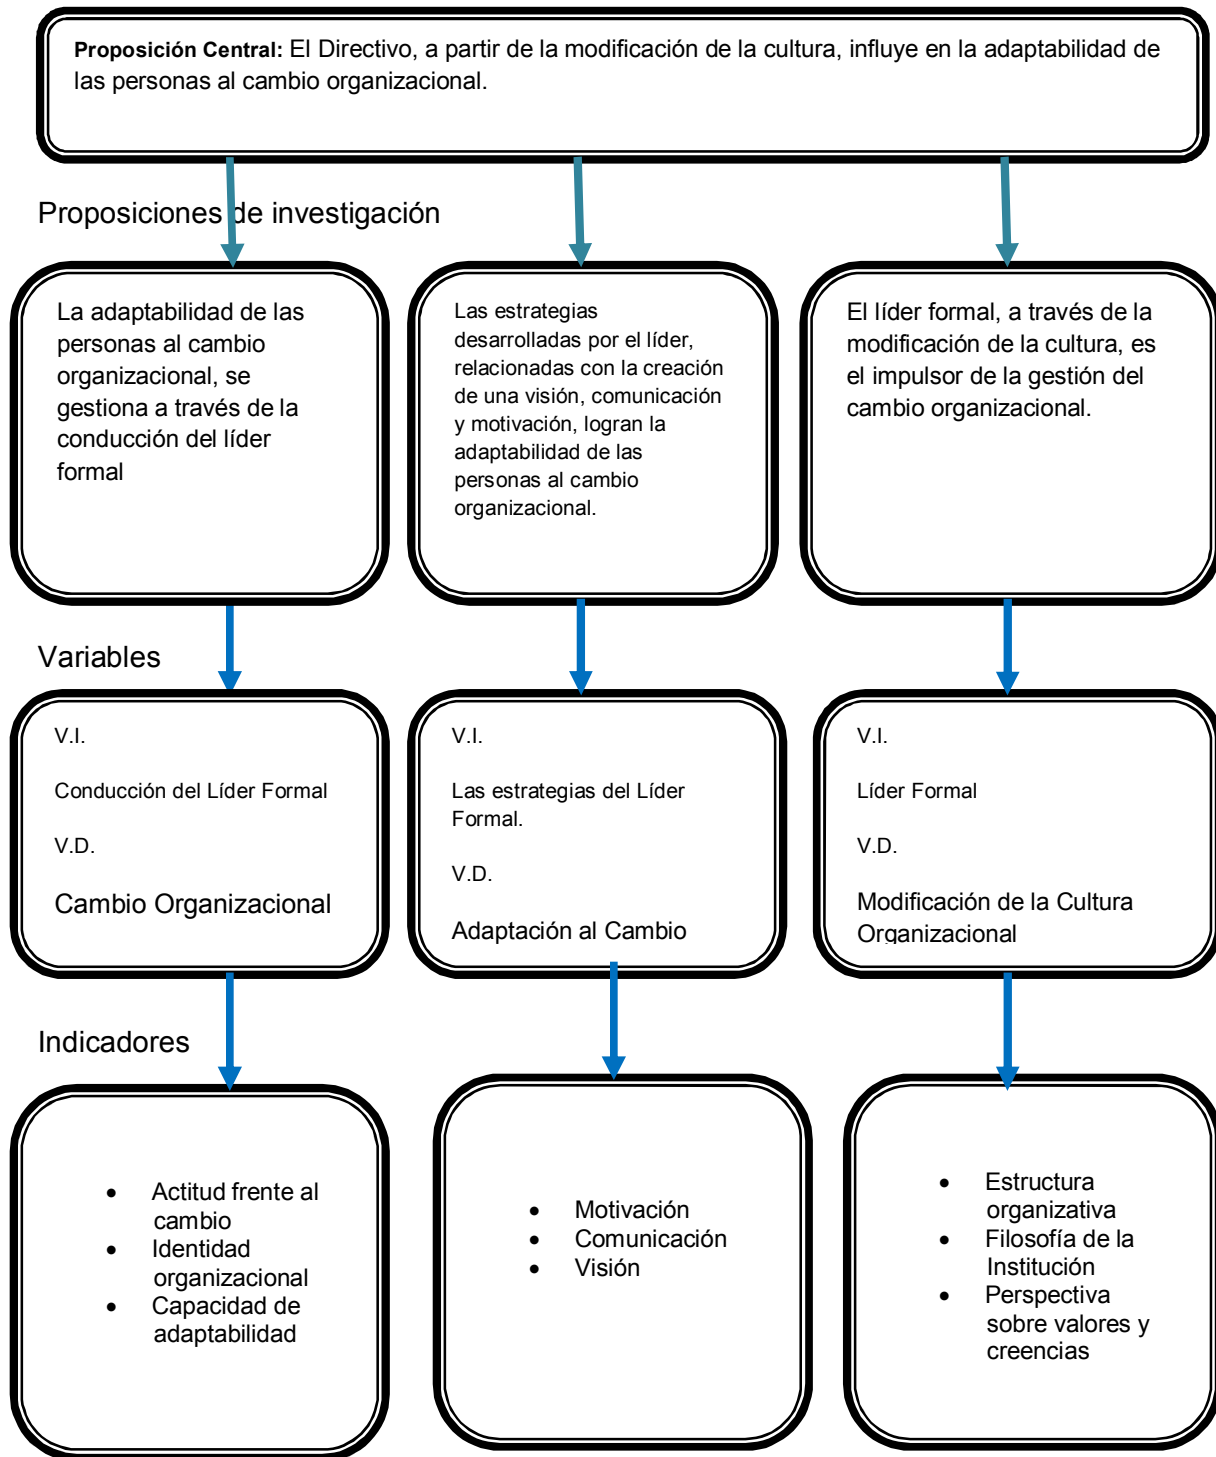 Proposición Central: El Directivo, a partir de la modificación de la cultura, influye en la adaptabilidad de
las personas al cambio organizacional.
Proposiciones de investigación
La adaptabilidad de las
personas al cambio
organizacional, se
gestiona a través de la
conducción del líder
formal
Las estrategias
desarrolladas por el líder,
relacionadas con la creación
de una visión, comunicación
y motivación, logran la
adaptabilidad de las
personas al cambio
organizacional.
El líder formal, a través de la
modificación de la cultura, es
el impulsor de la gestión del
cambio organizacional.
Variables
V.I.
Conducción del Líder Formal
V.D.
Cambio Organizacional
V.I.
Las estrategias del Líder
Formal.
V.D.
Adaptación al Cambio
V.I.
Líder Formal
V.D.
Modificación de la Cultura
Organizacional
Indicadores
• Actitud frente al
cambio
• Identidad
organizacional
• Capacidad de
adaptabilidad
• Motivación
• Comunicación
• Visión
• Estructura
organizativa
• Filosofía de la
Institución
• Perspectiva
sobre valores y
creencias